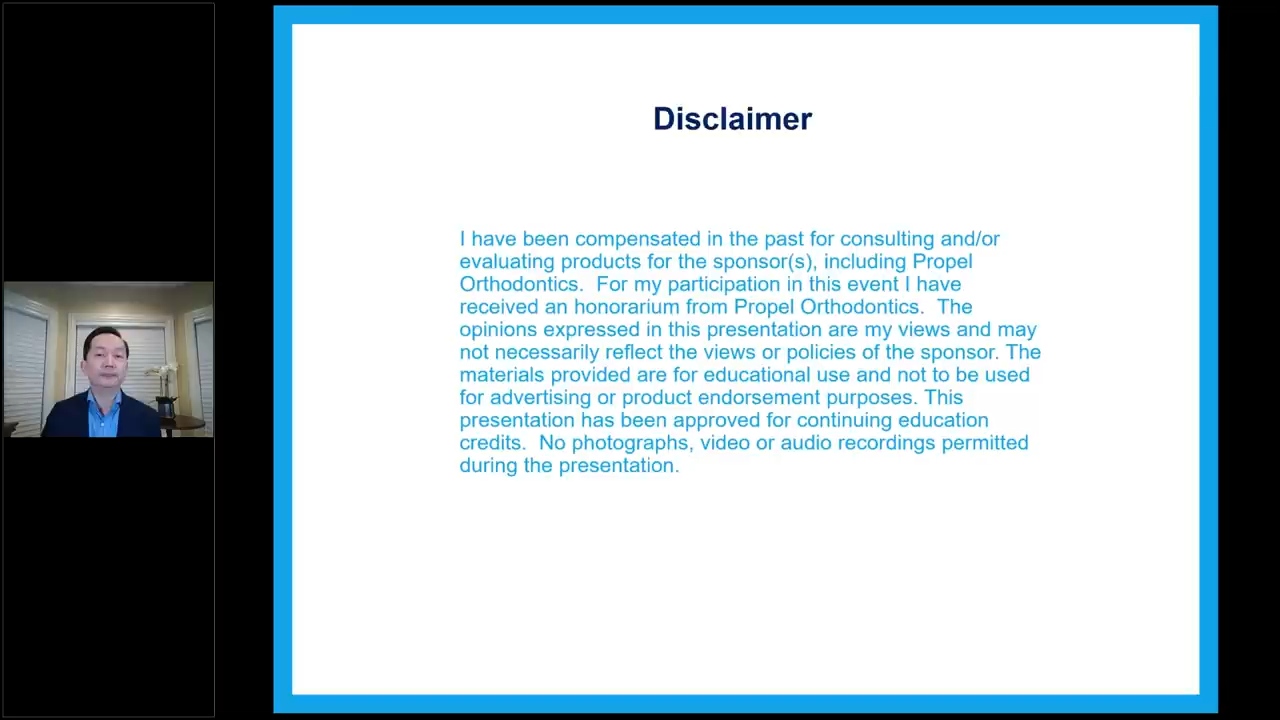 Disclaimer
I have been compensated in the past for consulting and/or
evaluating products for the sponsor(s), including Propel
Orthodontics.  For my participation in this event I have
received an honorarium from Propel Orthodontics.  The
opinions expressed in this presentation are my views and may
not necessarily reflect the views or policies of the sponsor. The
materials provided are for educational use and not to be used
for advertising or product endorsement purposes. This
presentation has been approved for continuing education
credits.  No photographs, video or audio recordings permitted
during the presentation.